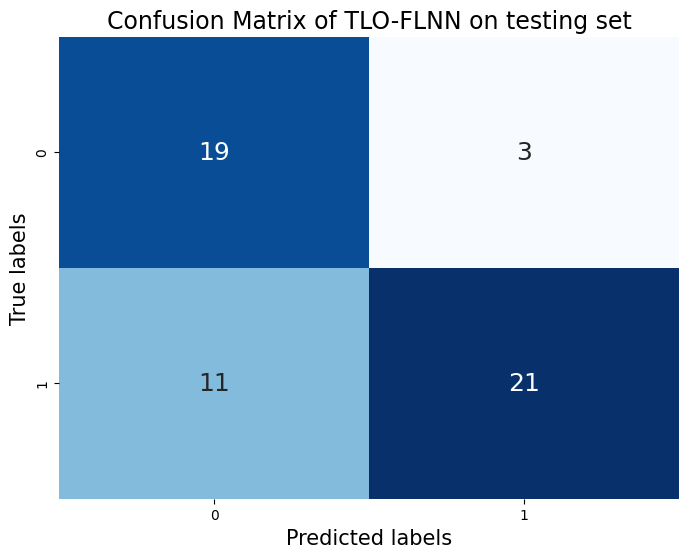 Confusion Matrix of TLO-FLNN on testing set
0
19
3
True labels
1
11
21
0
1
Predicted labels